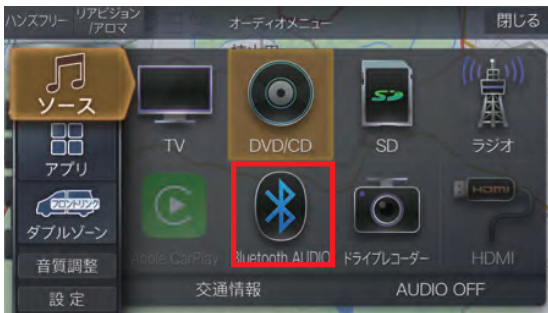 ハンズフリー
リアビジョン
/アロマ
オーディオメニュー
閉じる
ソース
TV
DVD/CD
SD
ラジオ
アプリ
フロントリンク
ダブルゾーン
Apple CarPlay
Bluetooth AUDIO
ドライブレコーダー
HDMI
HDMI
音質調整
設定
交通情報
AUDIO OFF